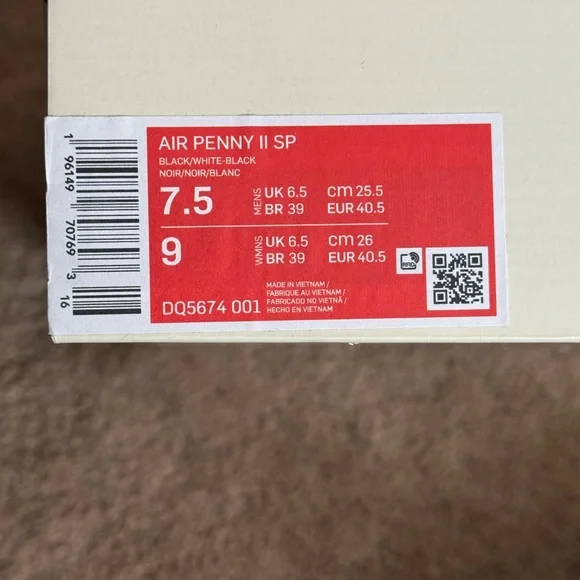 AIR PENNY II SP
BLACK/WHITE-BLACK
NOIR/NOIR/BLANC
7.5 MENS UK 6.5 CM 25.5
BR 39 EUR 40.5
9 WMNS UK 6.5 CM 26
BR 39 EUR 40.5
DQ5674 001
MADE IN VIETNAM /
FABRIQUE AU VIETNAM /
FABRICADO NO VIETNÃ /
HECHO EN VIETNAM
1 96149 70769 3
16